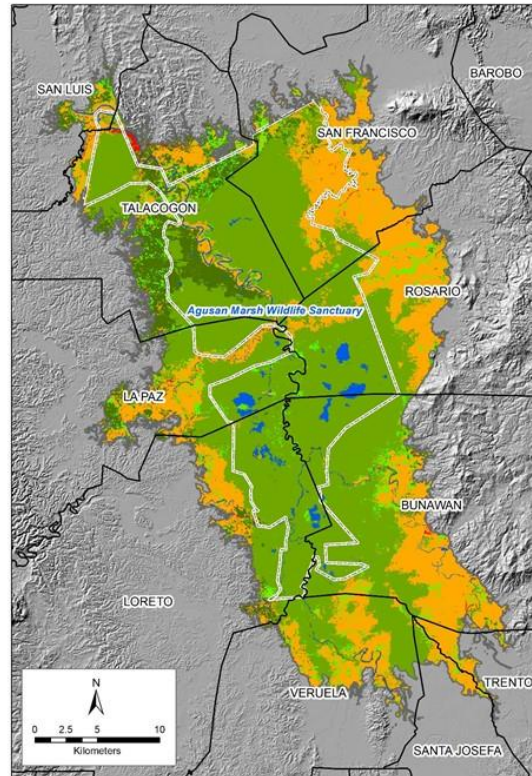 BAROBO
SAN LUIS
SAN FRANCISCO
TALACOGON
ROSARIO
Agusan Marsh Wildlife Sanctuary
LA PAZ
BUNAWAN
LORETO
TRENTO
VERUELA
SANTA JOSEFA
N
0 2.5 5 10
Kilometers